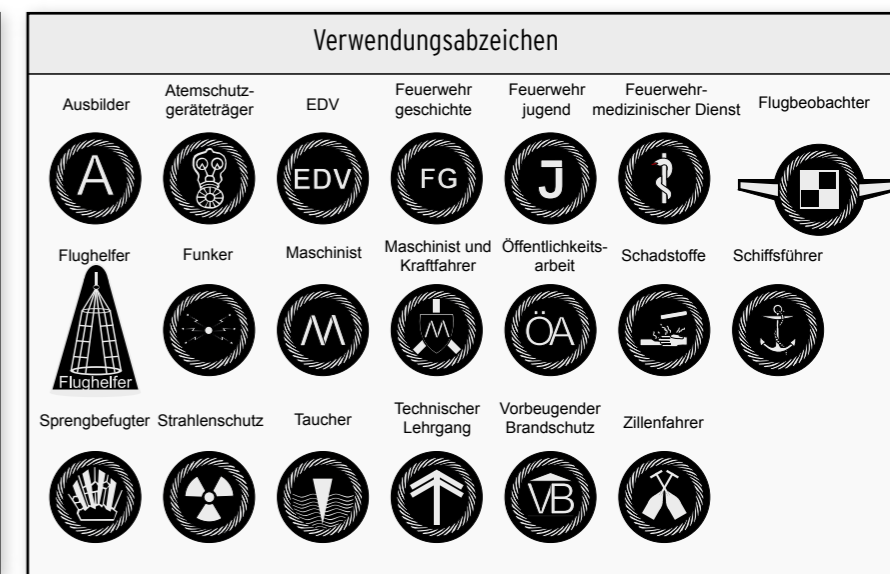 Verwendungsabzeichen
Ausbilder
Atemschutz-
geräteträger
EDV
Feuerwehr
geschichte
Feuerwehr
jugend
Feuerwehr-
medizinischer Dienst
Flugbeobachter
A
EDV
FG
J
Flughelfer
Funker
Maschinist
Maschinist und
Kraftfahrer
Öffentlichkeits-
arbeit
Schadstoffe
Schiffsführer
Flughelfer
M
M
ÖA
Sprengbefugter
Strahlenschutz
Taucher
Technischer
Lehrgang
Vorbeugender
Brandschutz
Zillenfahrer
VB